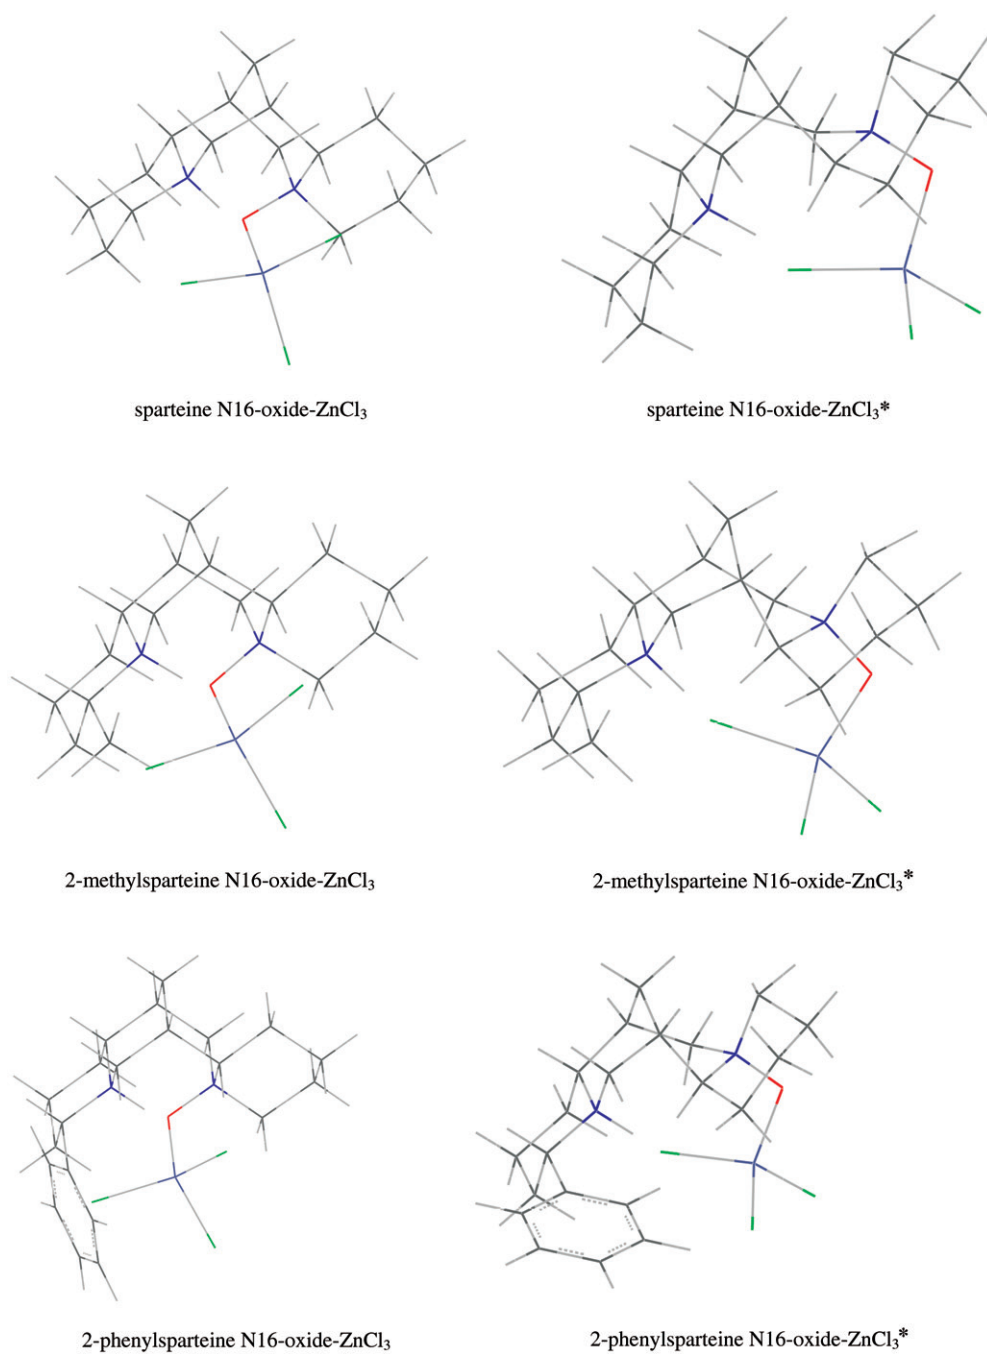 sparteine N16-oxide-ZnCl₃
sparteine N16-oxide-ZnCl₃*
2-methylsparteine N16-oxide-ZnCl₃
2-methylsparteine N16-oxide-ZnCl₃*
2-phenylsparteine N16-oxide-ZnCl₃
2-phenylsparteine N16-oxide-ZnCl₃*